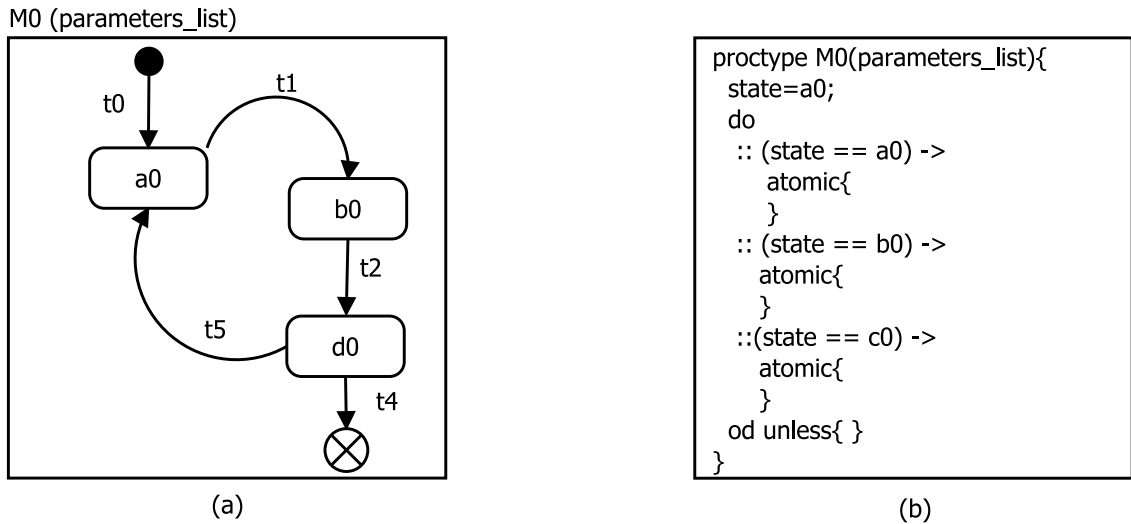 M0 (parameters_list)
t0
t1
a0
b0
t2
t5
d0
t4
(a)
proctype M0(parameters_list){
state=a0;
do
:: (state == a0) ->
atomic{
}
:: (state == b0) ->
atomic{
}
::(state == c0) ->
atomic{
}
od unless{ }
}
(b)